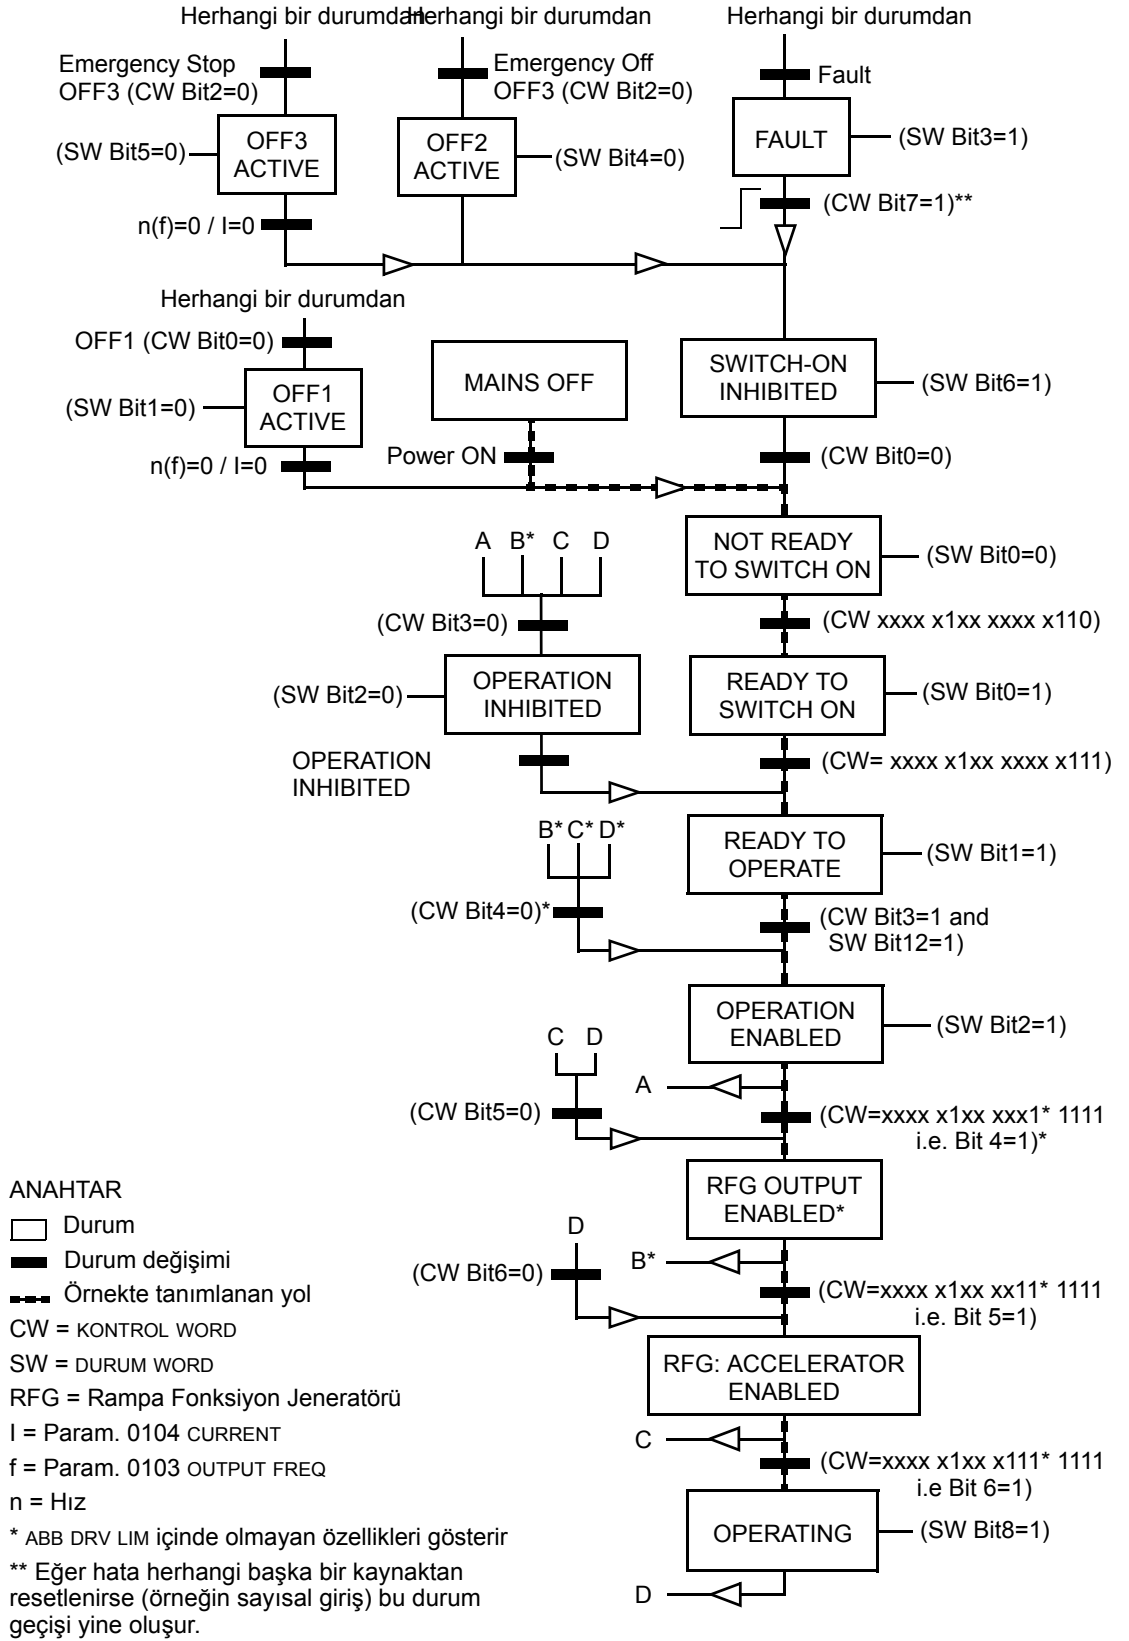 Herhangi bir durumdan
Herhangi bir durumdan
Herhangi bir durumdan
Emergency Stop
OFF3 (CW Bit2=0)
Emergency Off
OFF3 (CW Bit2=0)
Fault
(SW Bit5=0)
OFF3
ACTIVE
OFF2
ACTIVE
(SW Bit4=0)
FAULT
(SW Bit3=1)
n(f)=0 / I=0
(CW Bit7=1)**
Herhangi bir durumdan
OFF1 (CW Bit0=0)
(SW Bit1=0)
OFF1
ACTIVE
MAINS OFF
SWITCH-ON
INHIBITED
(SW Bit6=1)
n(f)=0 / I=0
Power ON
(CW Bit0=0)
A B* C D
NOT READY
TO SWITCH ON
(SW Bit0=0)
(CW Bit3=0)
(CW xxxx x1xx xxxx x110)
(SW Bit2=0)
OPERATION
INHIBITED
READY TO
SWITCH ON
(SW Bit0=1)
OPERATION
INHIBITED
(CW= xxxx x1xx xxxx x111)
B* C* D*
READY TO
OPERATE
(SW Bit1=1)
(CW Bit4=0)*
(CW Bit3=1 and
SW Bit12=1)
OPERATION
ENABLED
(SW Bit2=1)
C D
A
(CW Bit5=0)
(CW=xxxx x1xx xxx1* 1111
i.e. Bit 4=1)*
RFG OUTPUT
ENABLED*
D
B*
(CW Bit6=0)
(CW=xxxx x1xx xx11* 1111
i.e. Bit 5=1)
RFG: ACCELERATOR
ENABLED
C
(CW=xxxx x1xx x111* 1111
i.e Bit 6=1)
OPERATING
(SW Bit8=1)
D
ANAHTAR
Durum
Durum değişimi
Örnekte tanımlanan yol
CW = KONTROL WORD
SW = DURUM WORD
RFG = Rampa Fonksiyon Jeneratörü
I = Param. 0104 CURRENT
f = Param. 0103 OUTPUT FREQ
n = Hız
* ABB DRV LIM içinde olmayan özellikleri gösterir
** Eğer hata herhangi başka bir kaynaktan
resetlenirse (örneğin sayısal giriş) bu durum
geçişi yine oluşur.